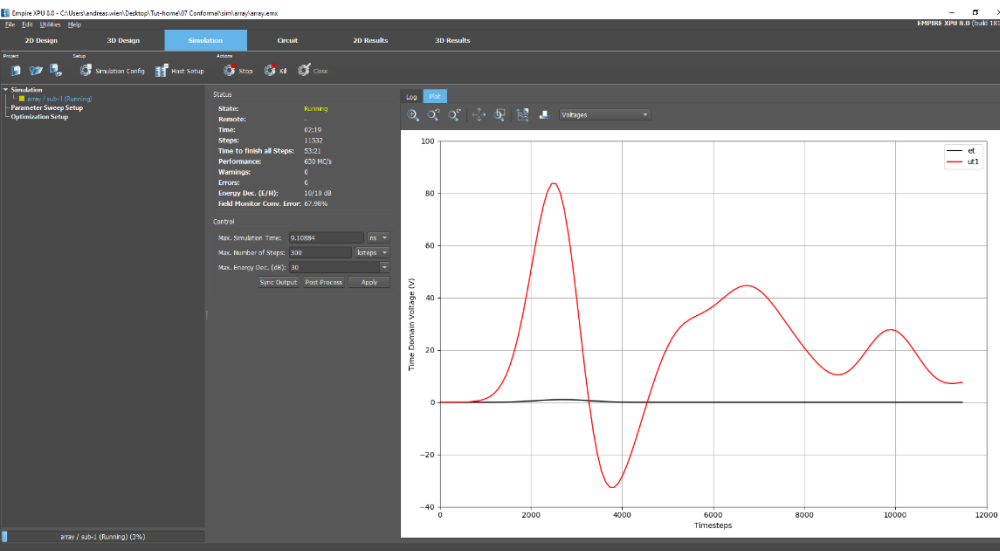 Empire XPU 8.0 - C:\Users\andreas.wien\Desktop\Tut-home\07 Conformal\sim\array\array.emx
File Edit Utilities Help
EMPIRE XPU 8.0 (build 181
2D Design 3D Design Simulation Circuit 2D Results 3D Results
Project Setup Actions
Simulation Config Host Setup Stop Kill Close
Simulation
array / sub-1 (Running)
Parameter Sweep Setup
Optimization Setup
Status
State: Running
Remote: -
Time: 02:19
Steps: 11532
Time to finish all Steps: 53:21
Performance: 630 MC/s
Warnings: 0
Errors: 0
Energy Dec. (E/H): 10/10 dB
Field Monitor Conv. Error: 67.98%
Control
Max. Simulation Time: 9.10884 ns
Max. Number of Steps: 300 ksteps
Max. Energy Dec. (dB): 30
Sync Output Post-Process Apply
Log Plot
Voltages
et
ut1
100
80
60
40
20
0
−20
−40
Time Domain Voltage (V)
0 2000 4000 6000 8000 10000 12000
Timesteps
array / sub-1 (Running) (3%)